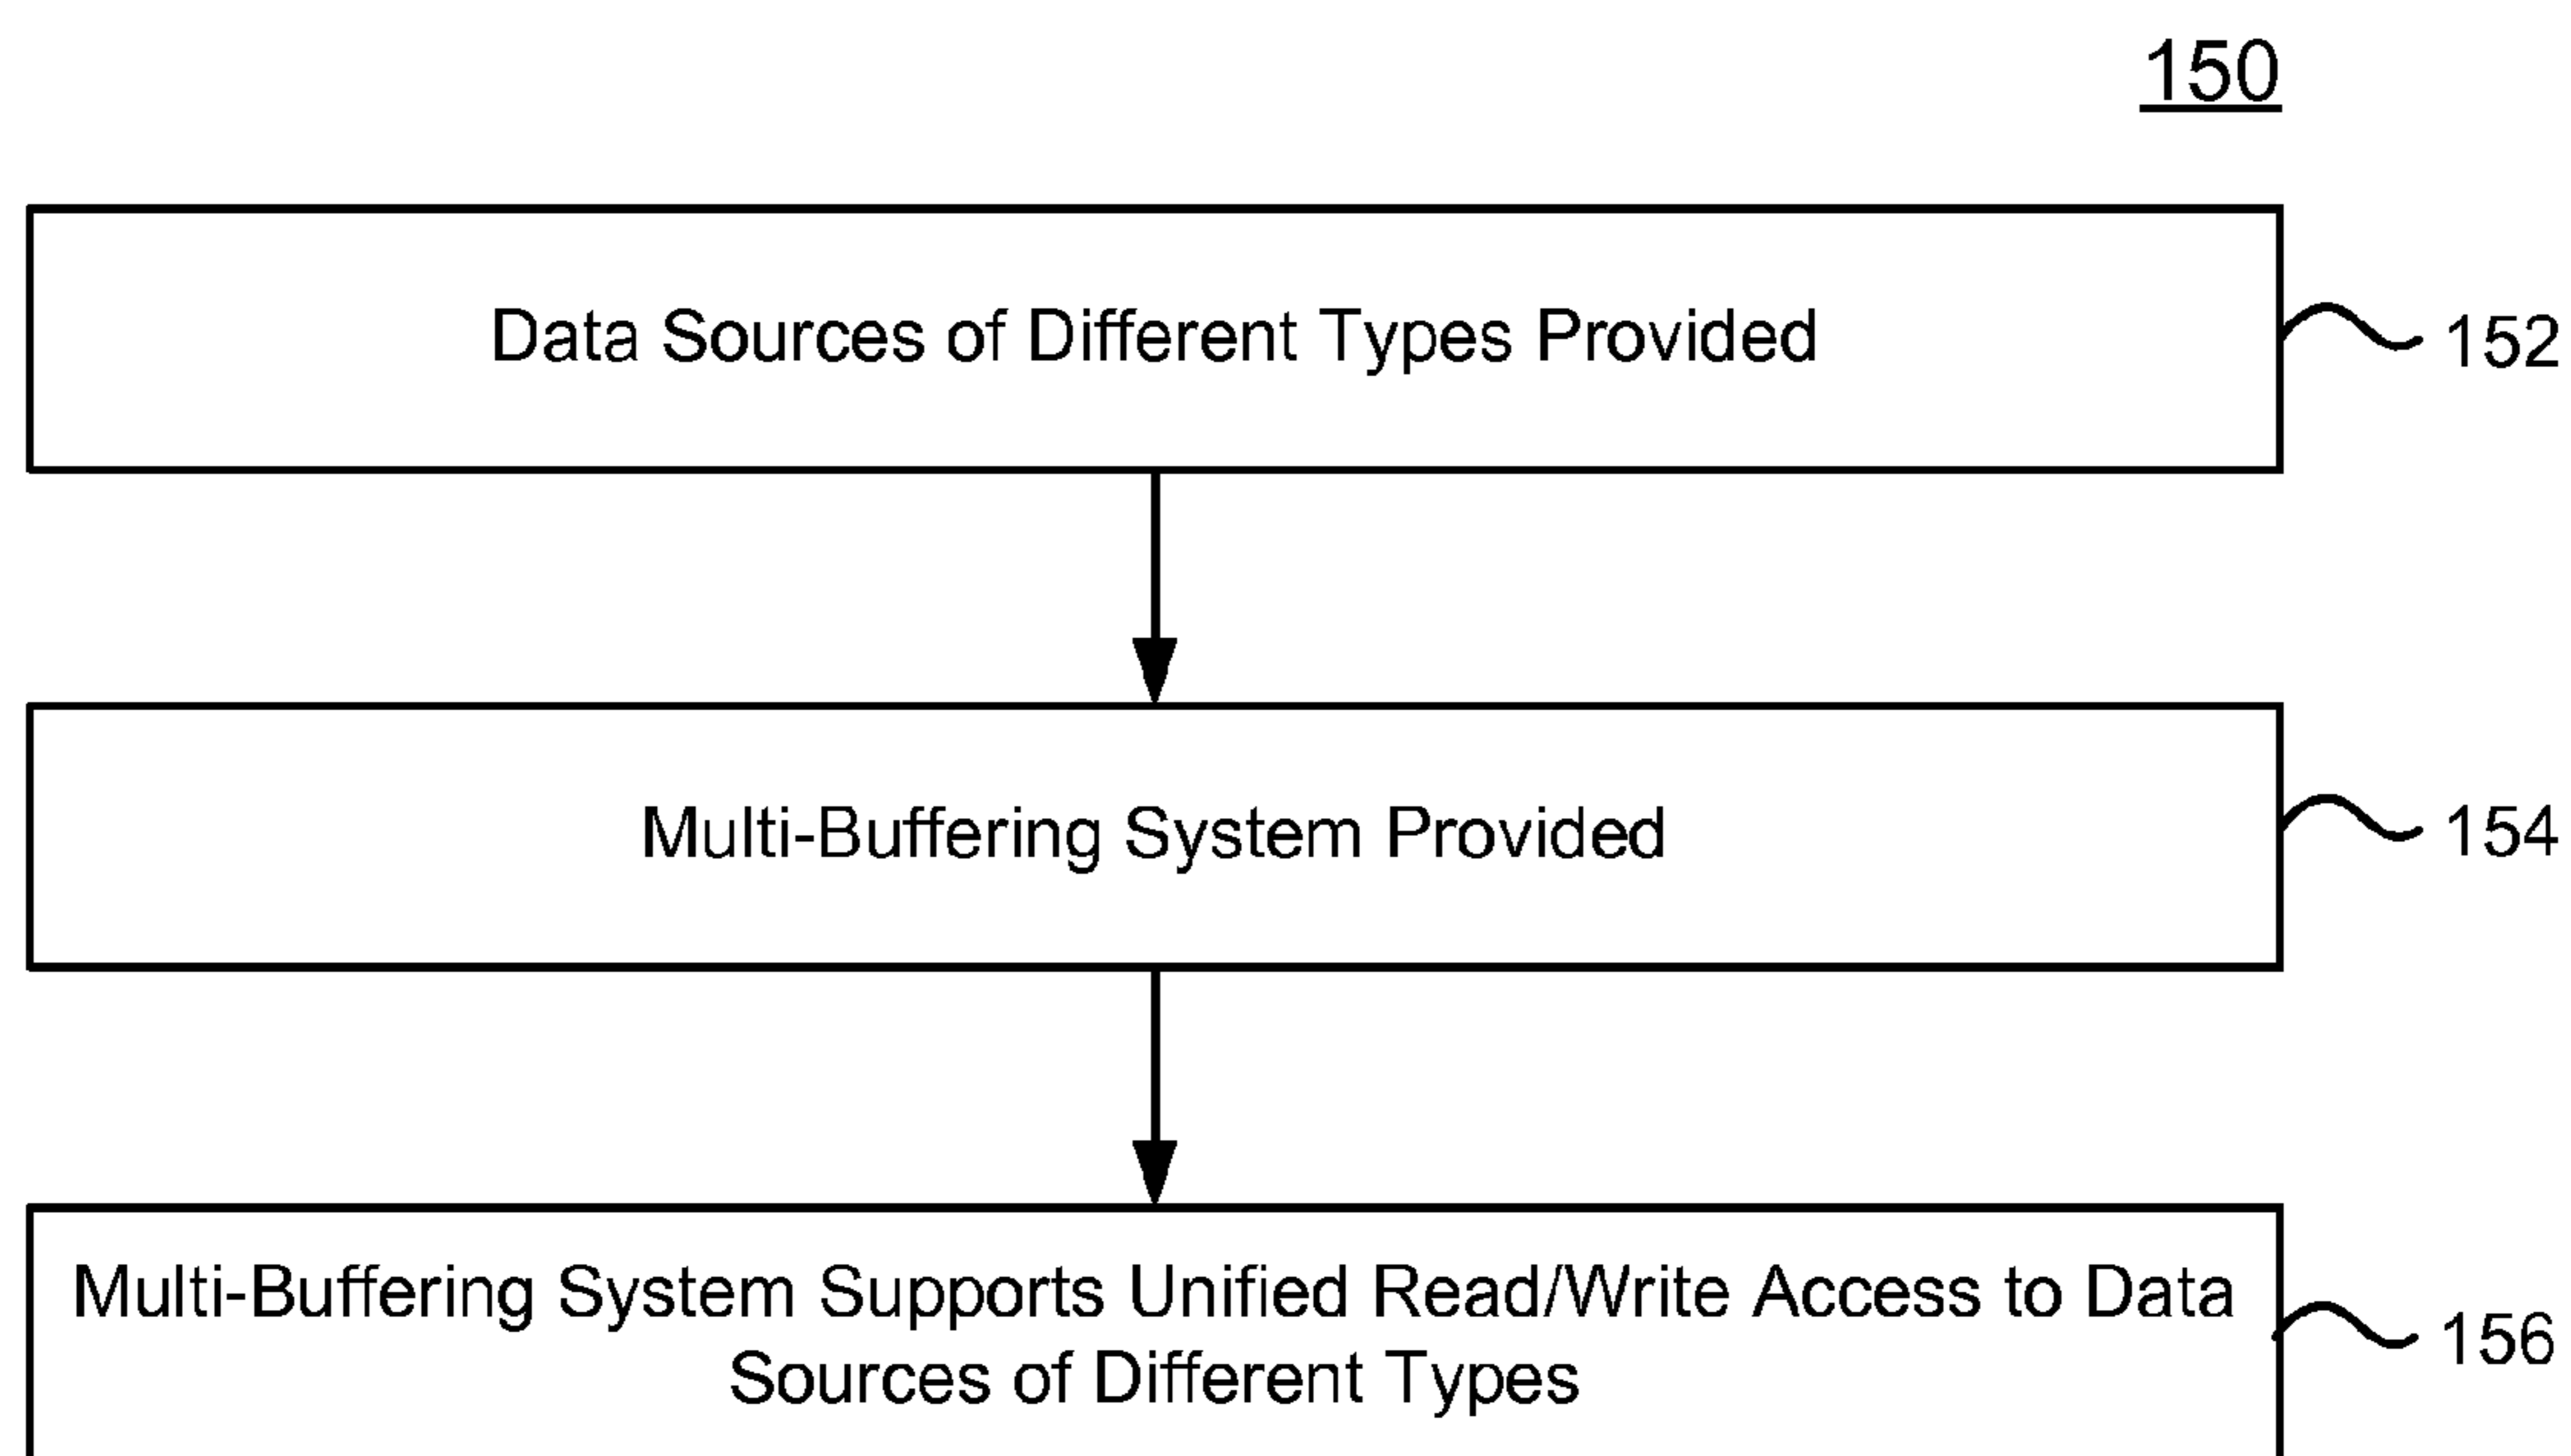 150
Data Sources of Different Types Provided
152
Multi-Buffering System Provided
154
Multi-Buffering System Supports Unified Read/Write Access to Data
Sources of Different Types
156